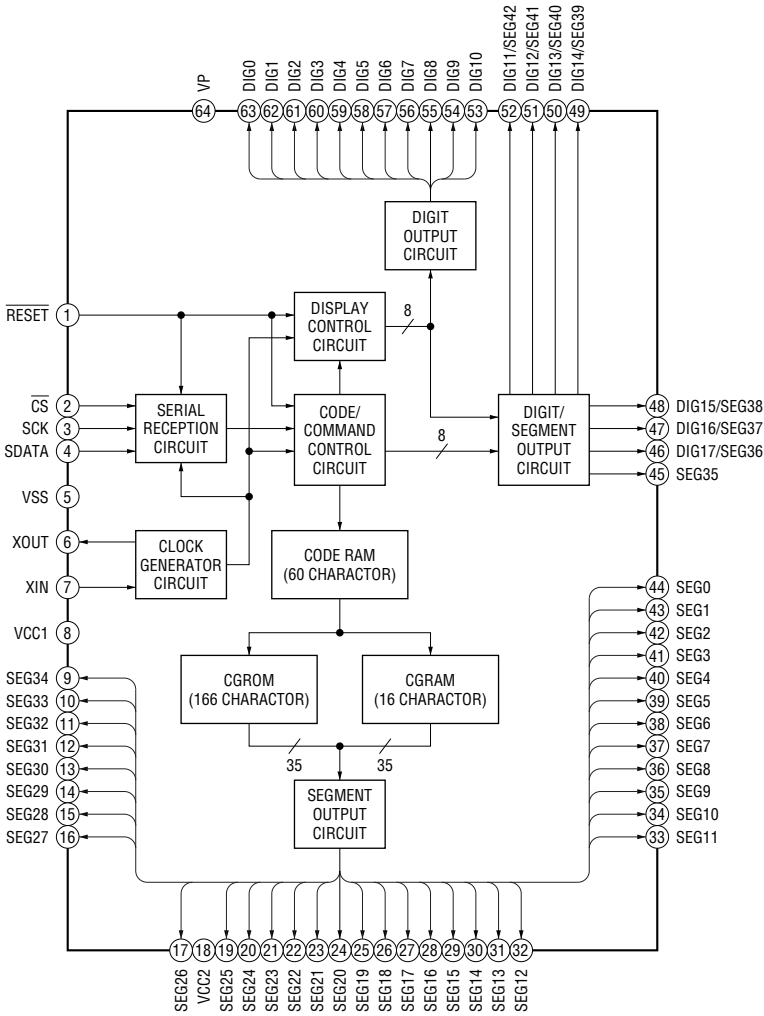 VP
DIG0
DIG1
DIG2
DIG3
DIG4
DIG5
DIG6
DIG7
DIG8
DIG9
DIG10
DIG11/SEG42
DIG12/SEG41
DIG13/SEG40
DIG14/SEG39
64
63
62
61
60
59
58
57
56
55
54
53
52
51
50
49
DIGIT
OUTPUT
CIRCUIT
RESET
1
DISPLAY
CONTROL
CIRCUIT
8
CS
2
SCK
3
SDATA
4
SERIAL
RECEPTION
CIRCUIT
CODE/
COMMAND
CONTROL
CIRCUIT
8
DIGIT/
SEGMENT
OUTPUT
CIRCUIT
48
DIG15/SEG38
47
DIG16/SEG37
46
DIG17/SEG36
45
SEG35
VSS
5
XOUT
6
XIN
7
CLOCK
GENERATOR
CIRCUIT
CODE RAM
(60 CHARACTOR)
VCC1
8
CGROM
(166 CHARACTOR)
CGRAM
(16 CHARACTOR)
35
35
SEGMENT
OUTPUT
CIRCUIT
SEG34
9
SEG33
10
SEG32
11
SEG31
12
SEG30
13
SEG29
14
SEG28
15
SEG27
16
44
SEG0
43
SEG1
42
SEG2
41
SEG3
40
SEG4
39
SEG5
38
SEG6
37
SEG7
36
SEG8
35
SEG9
34
SEG10
33
SEG11
17
18
19
20
21
22
23
24
25
26
27
28
29
30
31
32
SEG26
VCC2
SEG25
SEG24
SEG23
SEG22
SEG21
SEG20
SEG19
SEG18
SEG17
SEG16
SEG15
SEG14
SEG13
SEG12